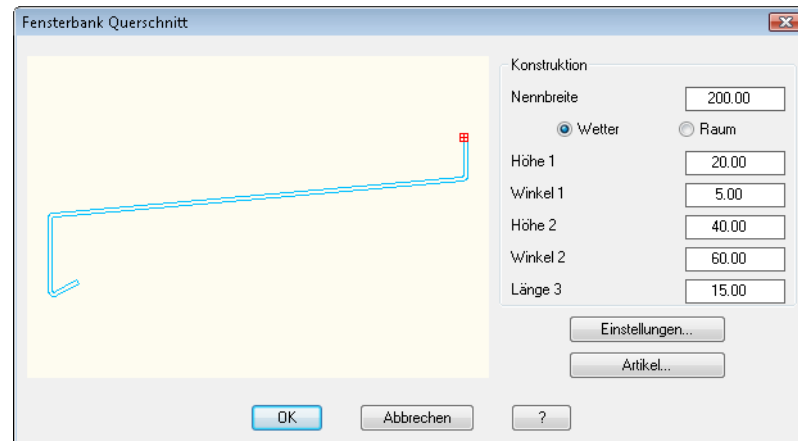 Fensterbank Querschnitt
Konstruktion
Nennbreite 200.00
Wetter Raum
Höhe 1 20.00
Winkel 1 5.00
Höhe 2 40.00
Winkel 2 60.00
Länge 3 15.00
Einstellungen...
Artikel...
OK Abbrechen ?